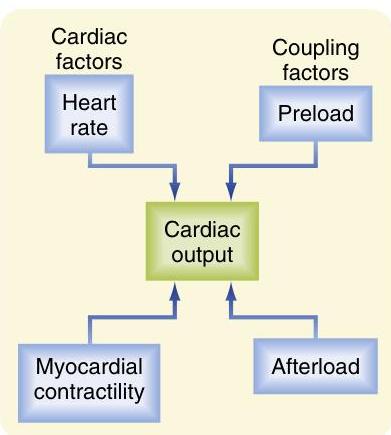 Cardiac
factors
Coupling
factors
Heart
rate
Preload
Cardiac
output
Myocardial
contractility
Afterload